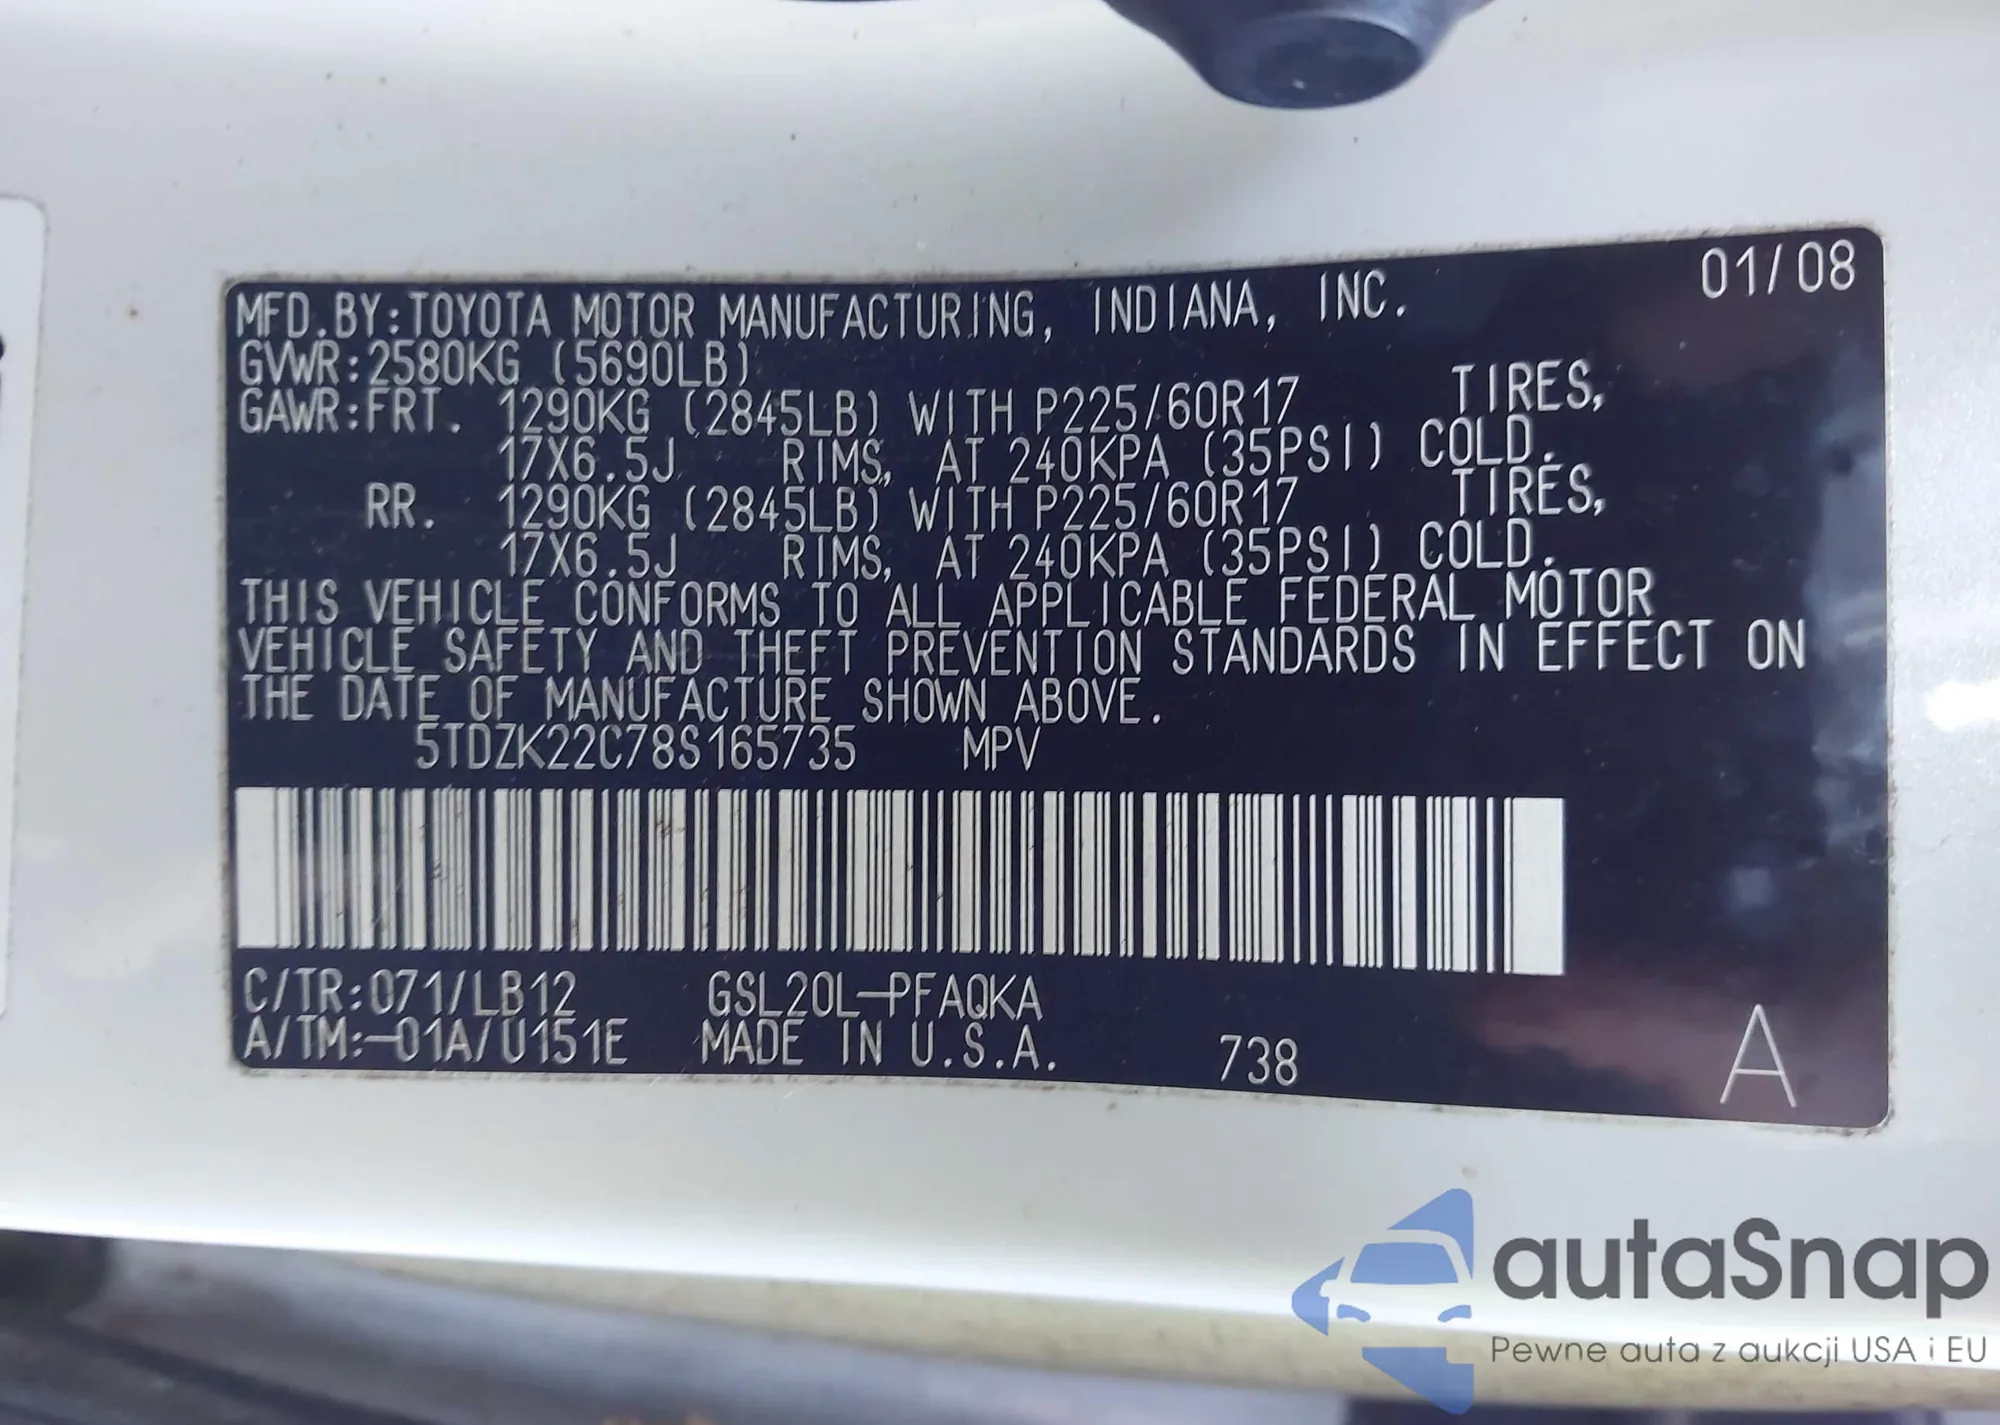 01/08
MFD.BY:TOYOTA MOTOR MANUFACTURING, INDIANA, INC.
GVWR:2580KG (5690LB)
GAWR:FRT. 1290KG (2845LB) WITH P225/60R17 TIRES,
17X6.5J RIMS, AT 240KPA (35PSI) COLD.
RR. 1290KG (2845LB) WITH P225/60R17 TIRES,
17X6.5J RIMS, AT 240KPA (35PSI) COLD.
THIS VEHICLE CONFORMS TO ALL APPLICABLE FEDERAL MOTOR
VEHICLE SAFETY AND THEFT PREVENTION STANDARDS IN EFFECT ON
THE DATE OF MANUFACTURE SHOWN ABOVE.
5TDZK22C78S165735 MPV
C/TR:071/LB12 GSL20L-PFAQKA
A/TM:-01A/U151E MADE IN U.S.A. 738 A
autaSnap
Pewne auta z aukcji USA i EU